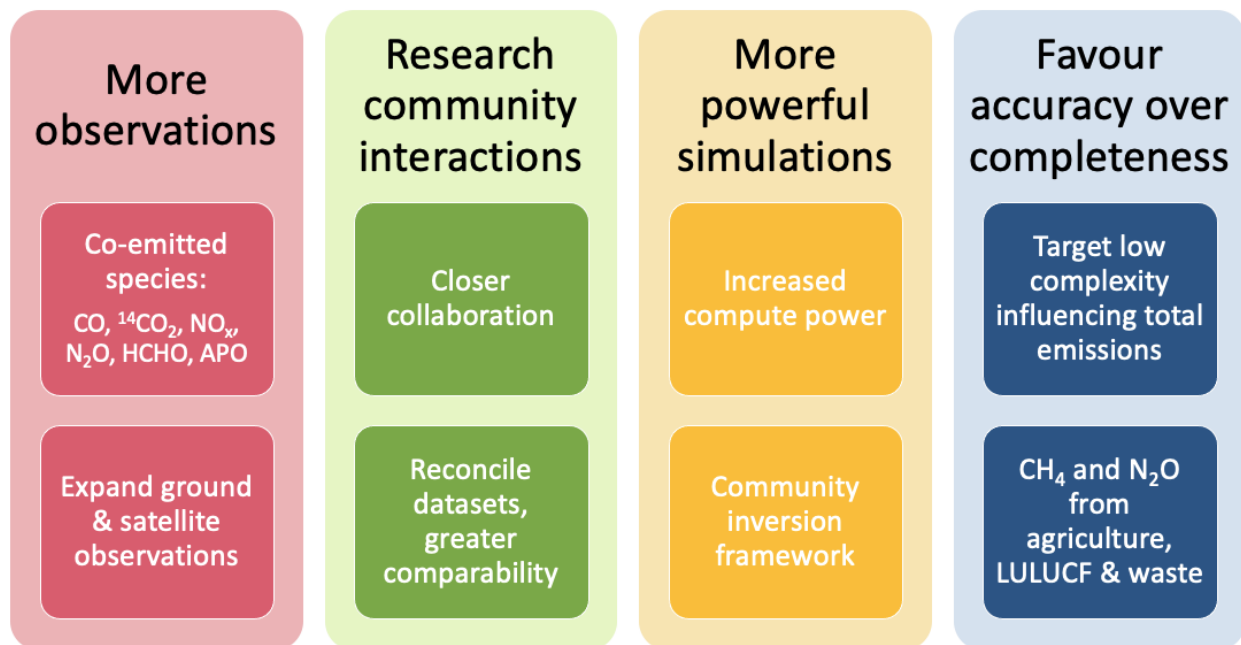 More
observations
Co-emitted
species:
CO, ¹⁴CO₂, NOₓ,
N₂O, HCHO, APO
Expand ground
& satellite
observations
Research
community
interactions
Closer
collaboration
Reconcile
datasets,
greater
comparability
More
powerful
simulations
Increased
compute power
Community
inversion
framework
Favour
accuracy over
completeness
Target low
complexity
influencing total
emissions
CH₄ and N₂O
from
agriculture,
LULUCF & waste